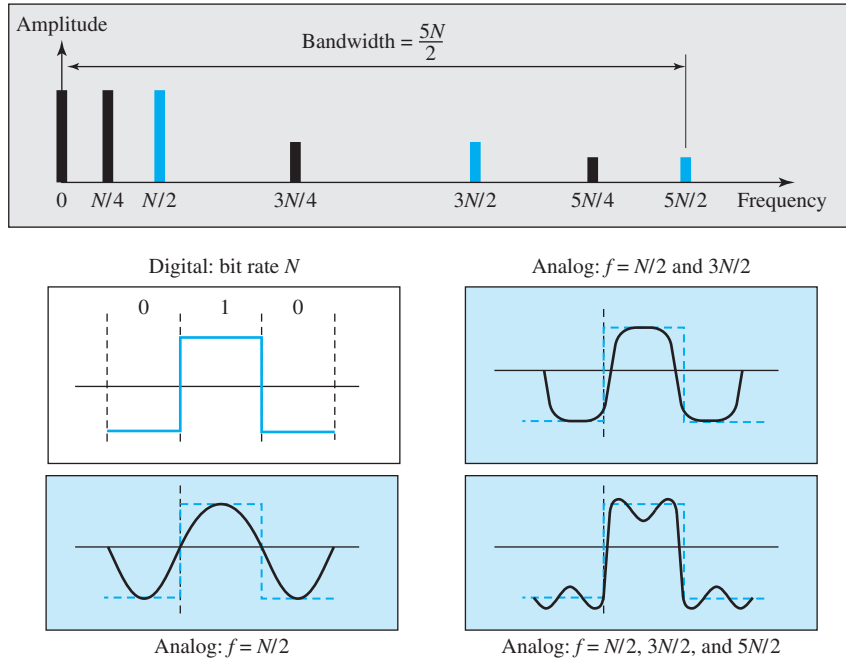 Amplitude
Bandwidth = 5N/2
0 N/4 N/2 3N/4 3N/2 5N/4 5N/2 Frequency
Digital: bit rate N
0 1 0
Analog: f = N/2 and 3N/2
Analog: f = N/2
Analog: f = N/2, 3N/2, and 5N/2